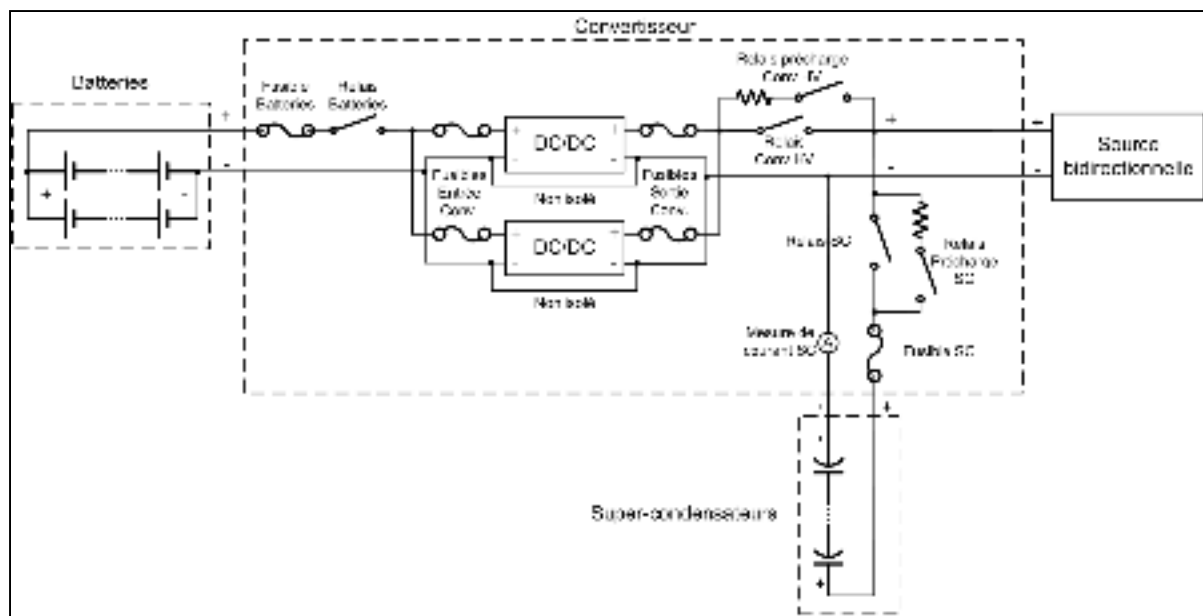 Convertisseur
Batteries
Fusible
Batteries
Relais
Batteries
Relais précharge
Conv HV
+
-
+
-
DC/DC
Non isolé
Fusibles
Entrée
Conv.
Fusibles
Sortie
Conv.
DC/DC
Non isolé
Relais
Conv HV
+
-
+
-
Source
bidirectionnelle
Relais SC
Relais
Précharge
SC
Mesure de
courant SC
A
Fusible SC
-
+
-
Super-condensateurs
+